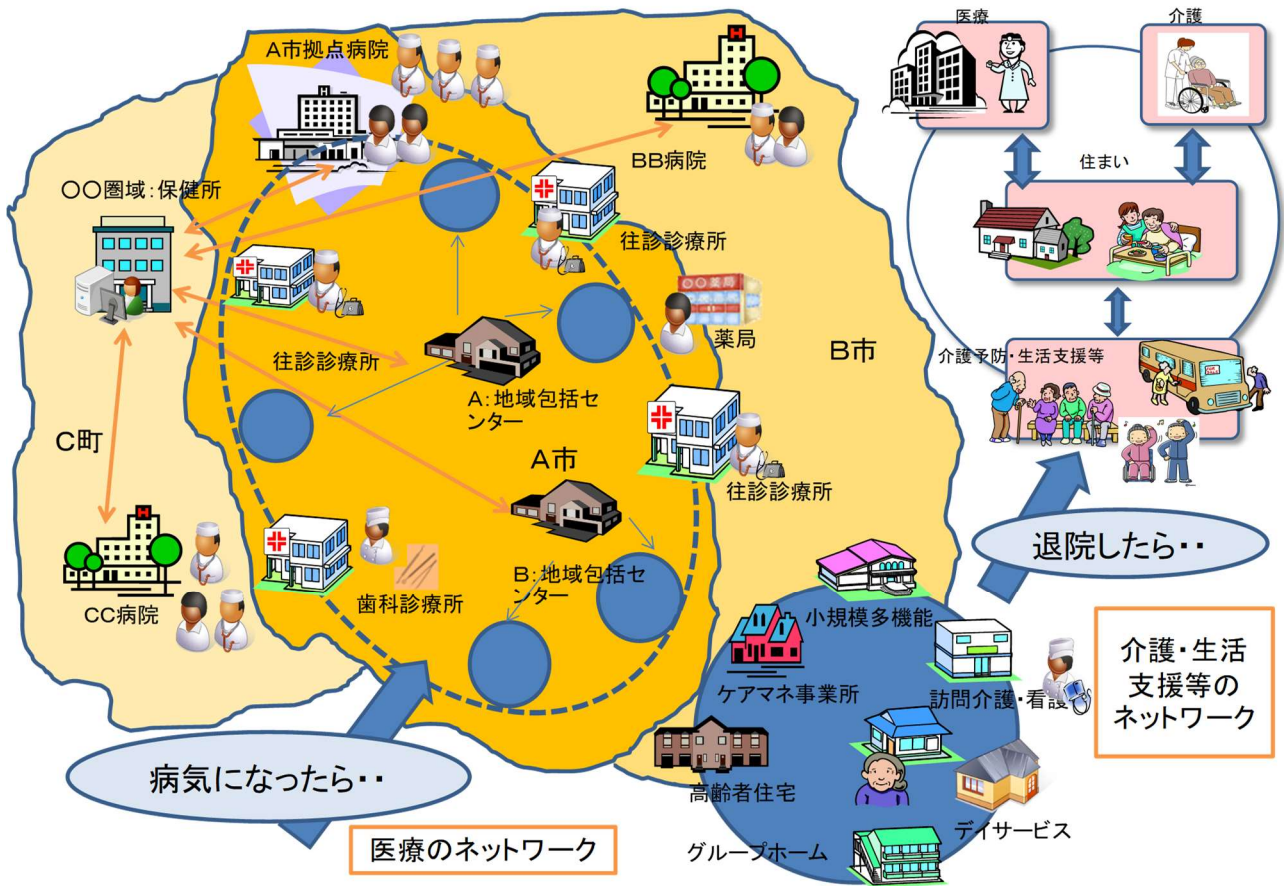 医療
介護
A市拠点病院
BB病院
住まい
〇〇圏域:保健所
往診診療所
〇〇薬局
薬局
B市
介護予防・生活支援等
往診診療所
A:地域包括セ
ンター
C町
A市
往診診療所
退院したら・・
B:地域包括セ
ンター
歯科診療所
CC病院
小規模多機能
ケアマネ事業所
訪問介護・看護
介護・生活
支援等の
ネットワーク
病気になったら・・
高齢者住宅
デイサービス
医療のネットワーク
グループホーム
H
H
H